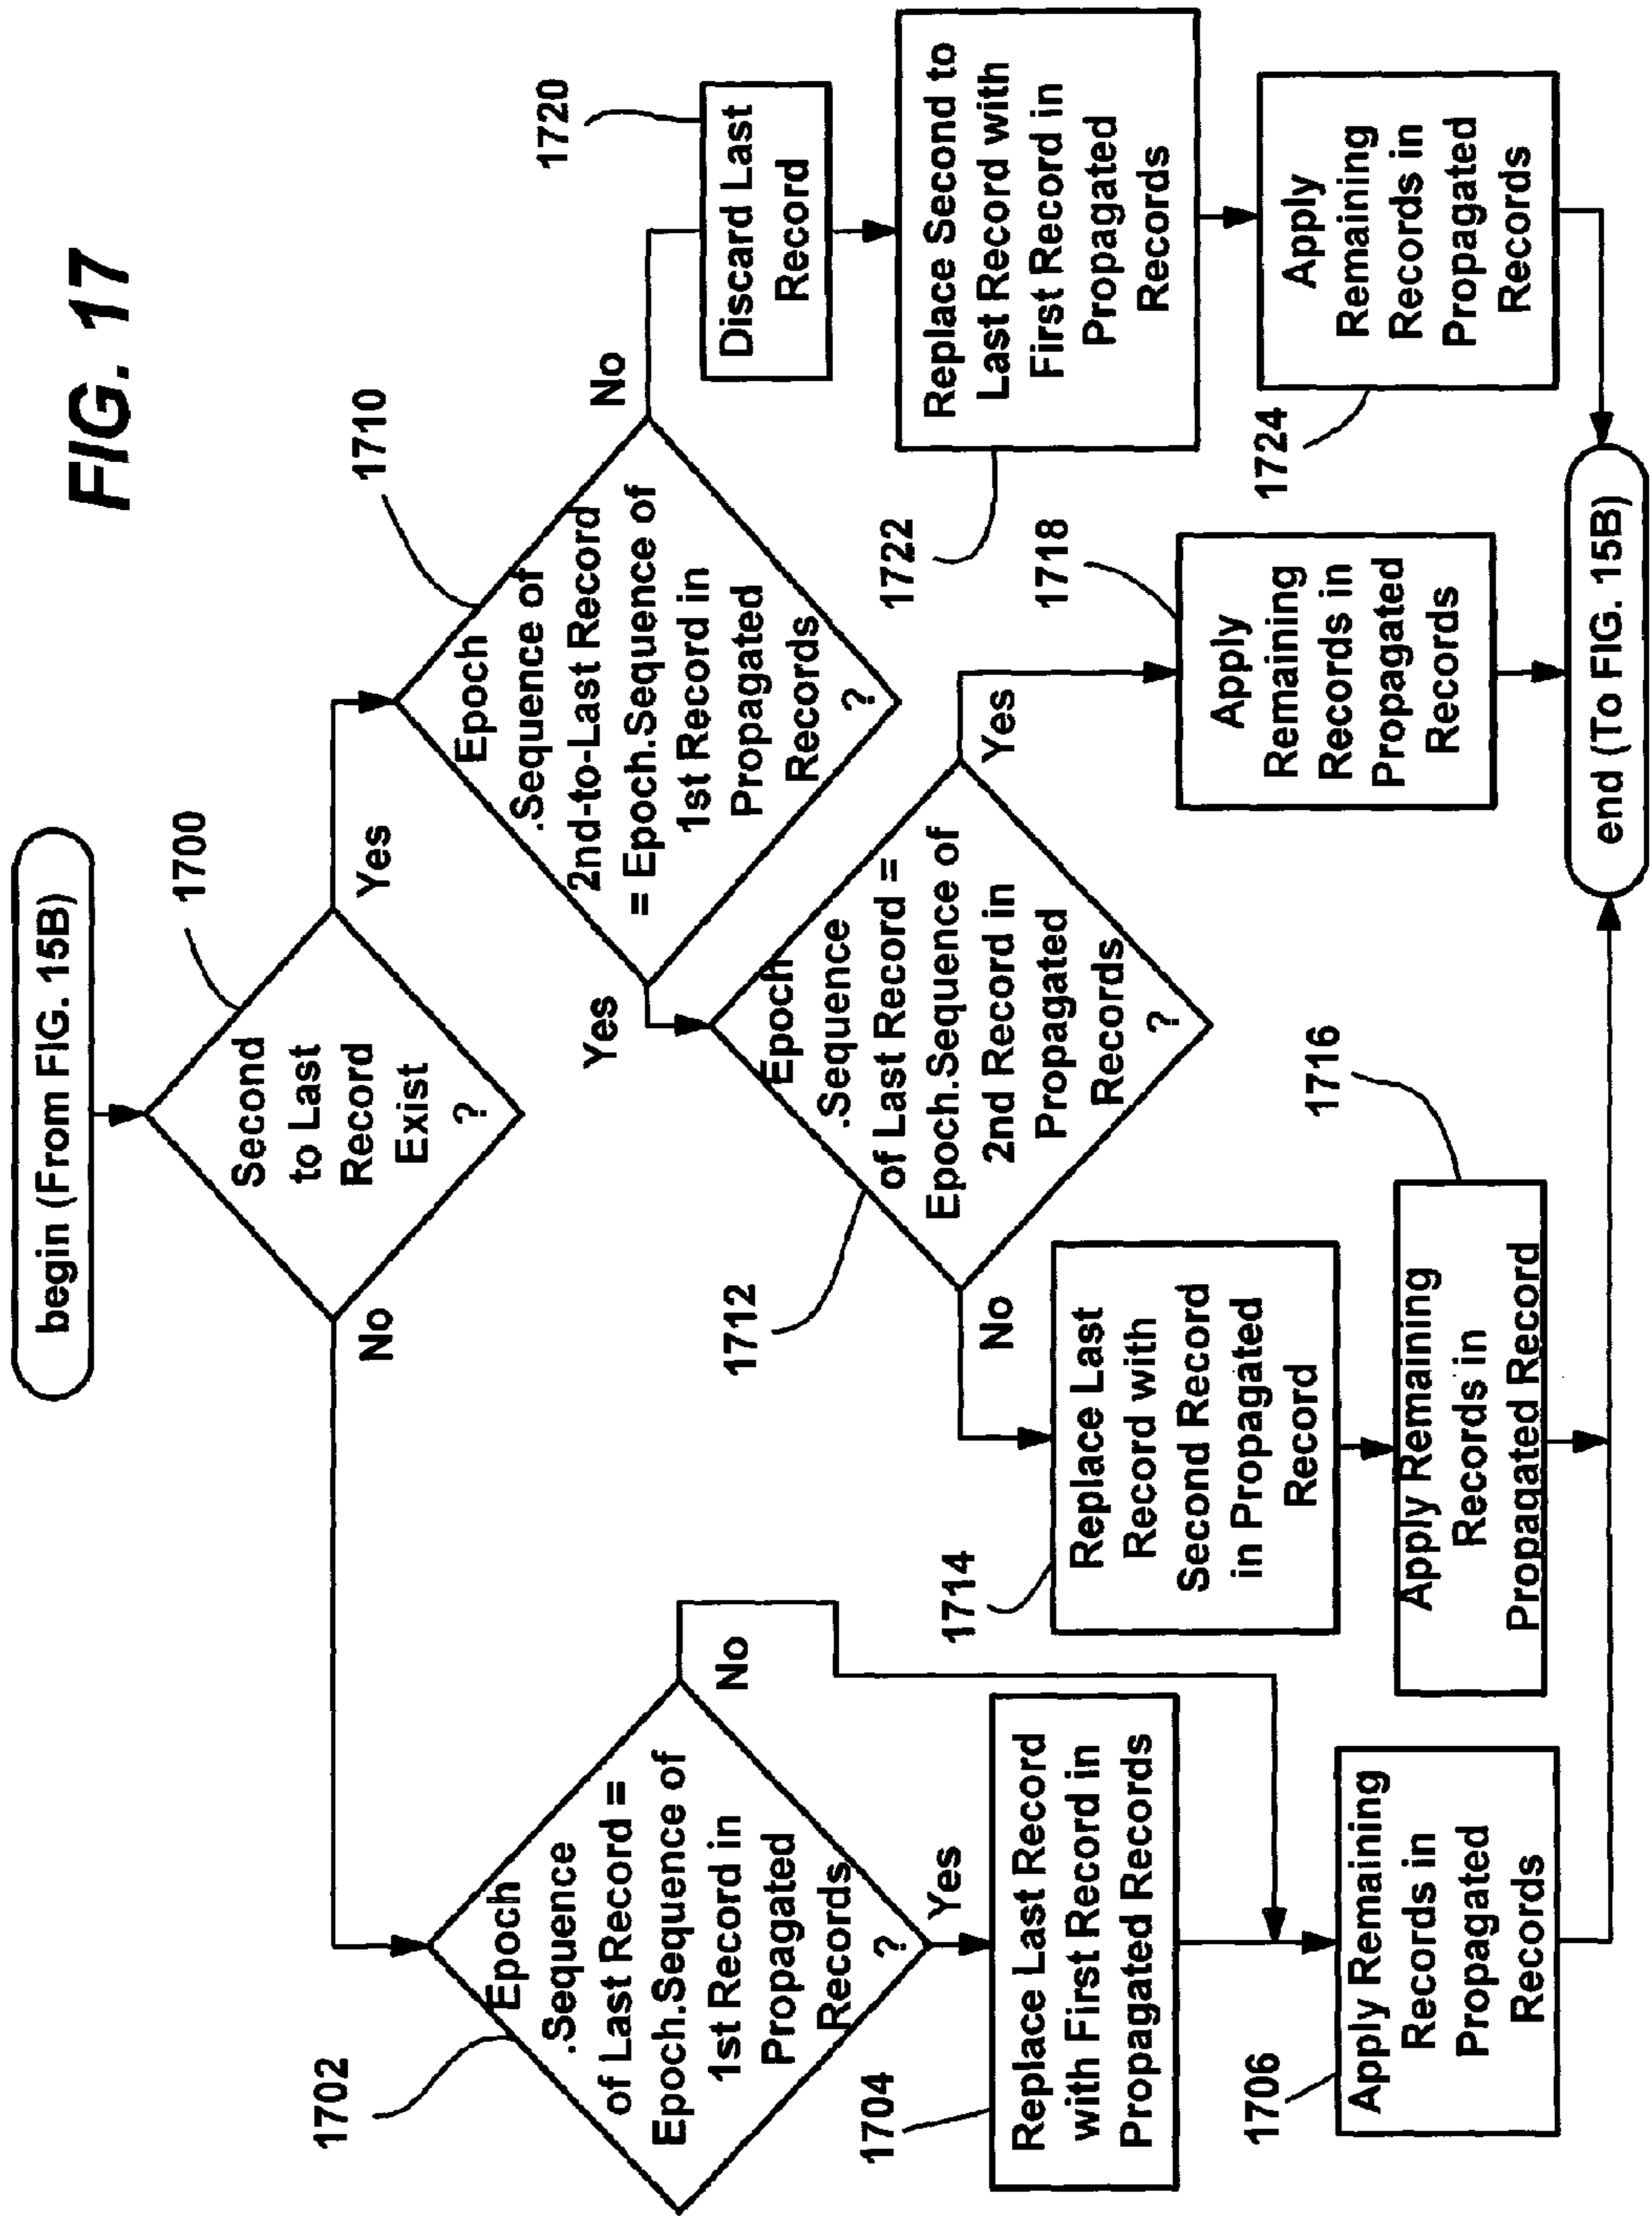 FIG. 17
begin (From FIG. 15B)
1700
Second
to Last
Record
Exist
?
No
Yes
1702
Epoch
.Sequence
of Last Record =
Epoch.Sequence of
1st Record in
Propagated
Records
?
No
Yes
1704
Replace Last Record
with First Record in
Propagated Records
1706
Apply Remaining
Records in
Propagated
Records
1710
Epoch
.Sequence of
2nd-to-Last Record
= Epoch.Sequence of
1st Record in
Propagated
Records
?
Yes
No
1712
Epoch
.Sequence
of Last Record =
Epoch.Sequence of
2nd Record in
Propagated
Records
?
No
Yes
1714
Replace Last
Record with
Second Record
in Propagated
Record
1716
Apply Remaining
Records in
Propagated Record
1718
Apply
Remaining
Records in
Propagated
Records
1720
Discard Last
Record
1722
Replace Second to
Last Record with
First Record in
Propagated
Records
1724
Apply
Remaining
Records in
Propagated
Records
end (To FIG. 15B)